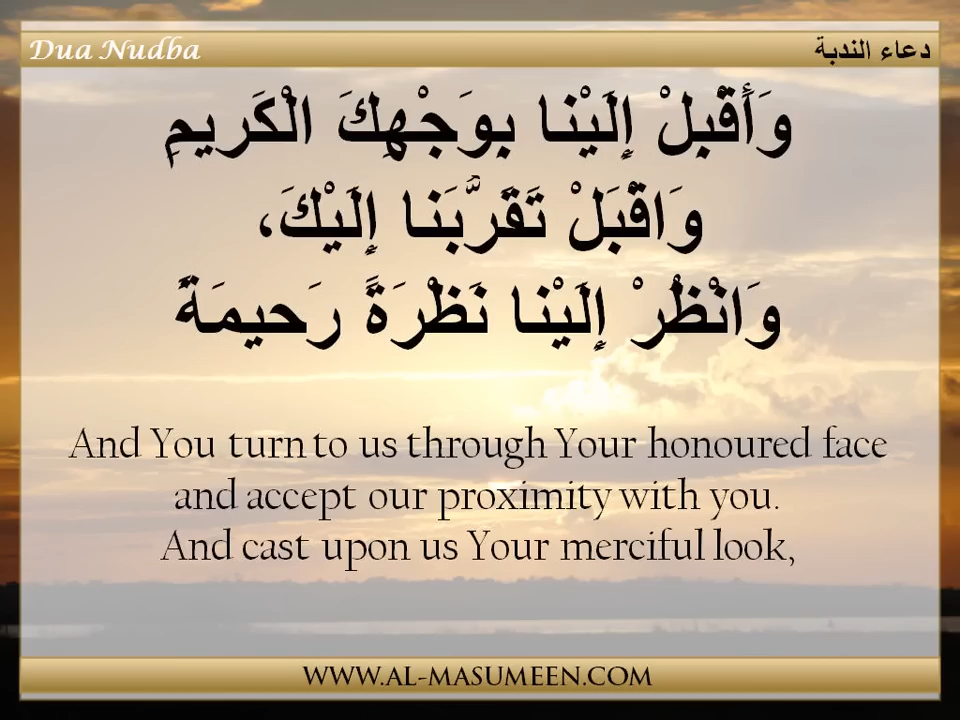 Dua Nudba
دعاء الندبة
وَأَقْبِلْ إِلَيْنا بِوَجْهِكَ الْكَريمِ
وَاقْبَلْ تَقَرُّبَنا إِلَيْكَ،
وَانْظُرْ إِلَيْنا نَظْرَةً رَحيمَةً
And You turn to us through Your honoured face
and accept our proximity with you.
And cast upon us Your merciful look,
WWW.AL-MASUMEEN.COM